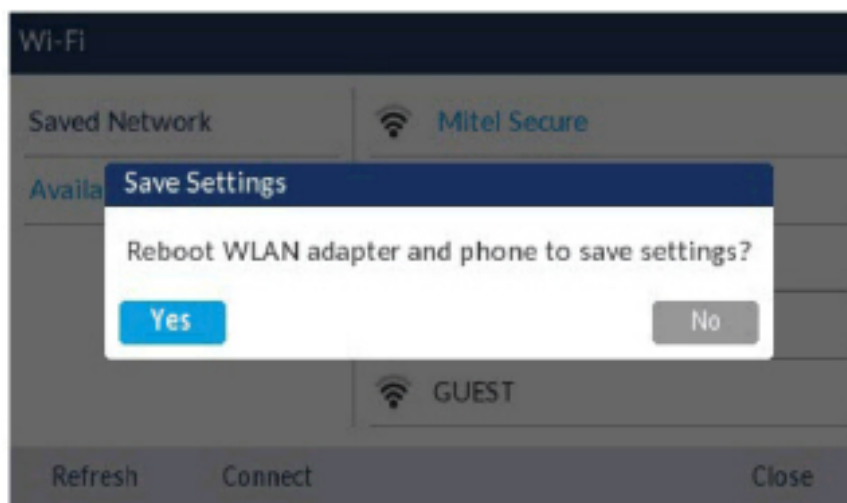 Wi-Fi
Saved Network
Mitel Secure
Availa
Save Settings
Reboot WLAN adapter and phone to save settings?
Yes
No
GUEST
Refresh
Connect
Close